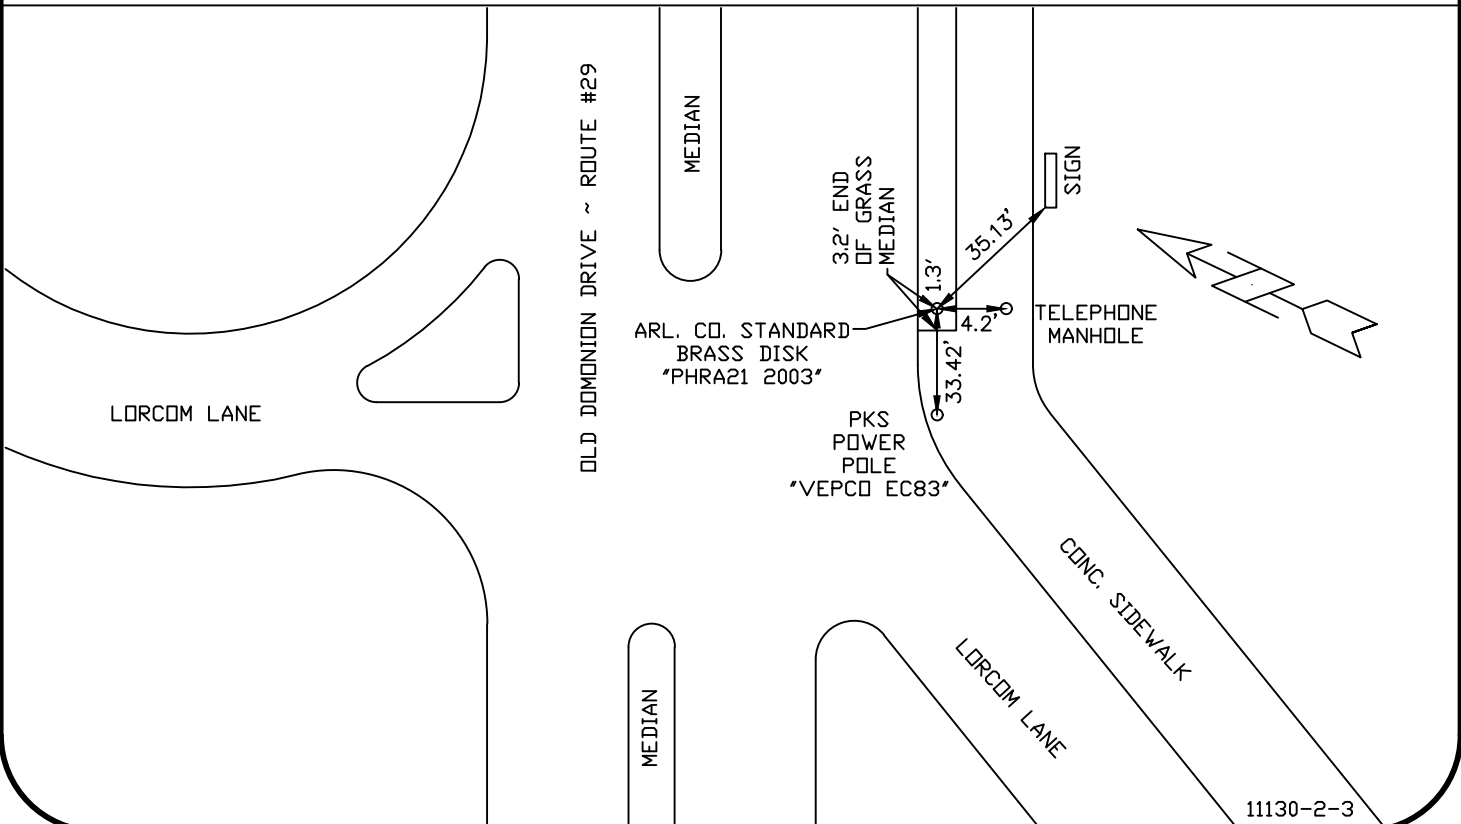 OLD DOMONION DRIVE ~ ROUTE #29
MEDIAN
3.2' END
OF GRASS
MEDIAN
1.3'
35.13'
SIGN
4.2'
TELEPHONE
MANHOLE
ARL. CO. STANDARD
BRASS DISK
"PHRA21 2003"
33.42'
LORCOM LANE
PKS
POWER
POLE
"VEPCO EC83"
CONC. SIDEWALK
LORCOM LANE
MEDIAN
11130-2-3